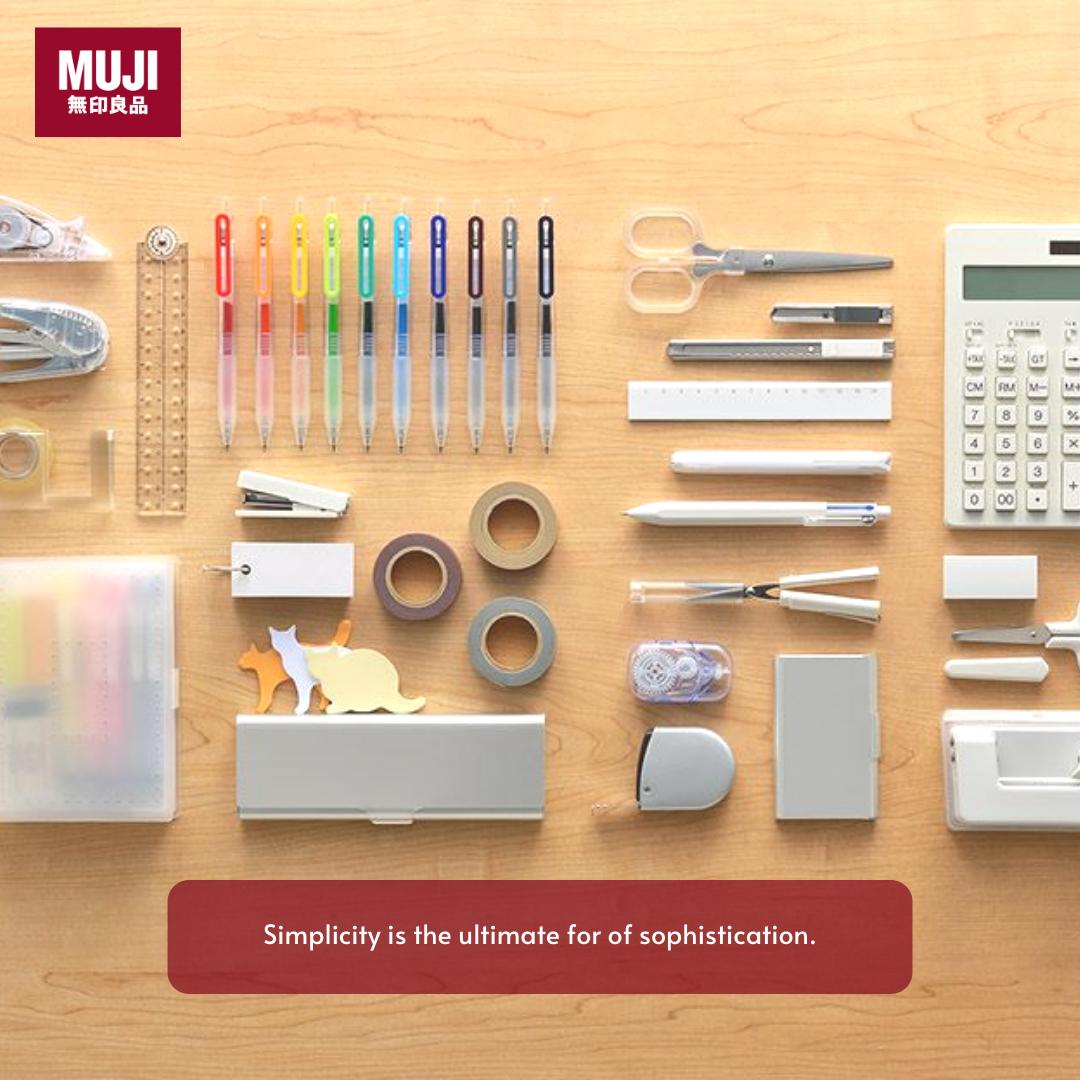 MUJI
無印良品
+TAX
-TAX
GT
→
CM
RM
M−
M+
7
8
9
%
4
5
6
×
1
2
3
+
0
00
•
Simplicity is the ultimate for of sophistication.